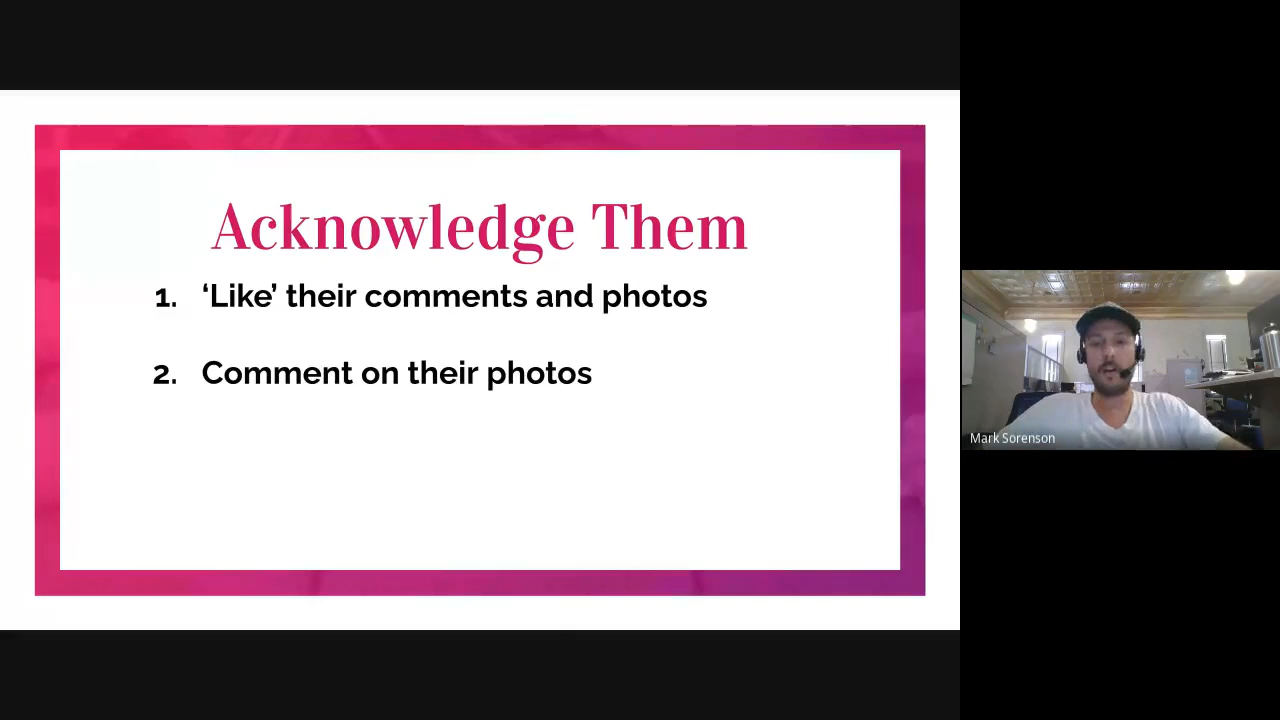 Acknowledge Them
1. ‘Like’ their comments and photos
2. Comment on their photos
Mark Sorenson